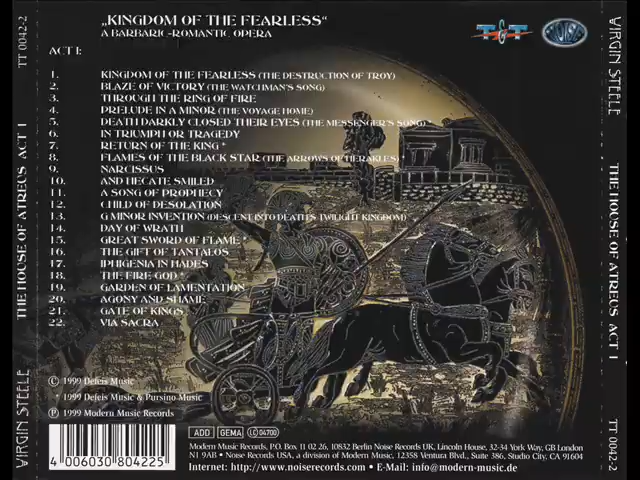 VIRGIN STEELE THE HOUSE OF ATREUS ACT I TT 0042-2
„KINGDOM OF THE FEARLESS“
A BARBARIC-ROMANTIC OPERA
T&T
NOISE
ACT I:
1. KINGDOM OF THE FEARLESS (THE DESTRUCTION OF TROY)
2. BLAZE OF VICTORY (THE WATCHMAN'S SONG)
3. THROUGH THE RING OF FIRE
4. PRELUDE IN A MINOR (THE VOYAGE HOME)
5. DEATH DARKLY CLOSED THEIR EYES (THE MESSENGER'S SONG) *
6. IN TRIUMPH OR TRAGEDY
7. RETURN OF THE KING *
8. FLAMES OF THE BLACK STAR (THE ARROWS OF HERAKLES) *
9. NARCISSUS
10. AND HECATE SMILED
11. A SONG OF PROPHECY
12. CHILD OF DESOLATION
13. G MINOR INVENTION (DESCENT INTO DEATH'S TWILIGHT KINGDOM)
14. DAY OF WRATH
15. GREAT SWORD OF FLAME *
16. THE GIFT OF TANTALOS
17. IPHIGENIA IN HADES
18. THE FIRE GOD *
19. GARDEN OF LAMENTATION
20. AGONY AND SHAME
21. GATE OF KINGS
22. VIA SACRA
© 1999 Defeis Music
* 1999 Defeis Music & Pursino Music
℗ 1999 Modern Music Records
4 006030 804225
ADD GEMA LC 04700
Modern Music Records, P.O. Box 11 02 26, 10832 Berlin Noise Records UK, Lincoln House, 32-34 York Way, GB London
N1 9AB • Noise Records USA, a division of Modern Music, 12358 Ventura Blvd., Suite 386, Studio City, CA 91604
Internet: http://www.noiserecords.com • E-Mail: info@modern-music.de
VIRGIN STEELE THE HOUSE OF ATREUS ACT I TT 0042-2